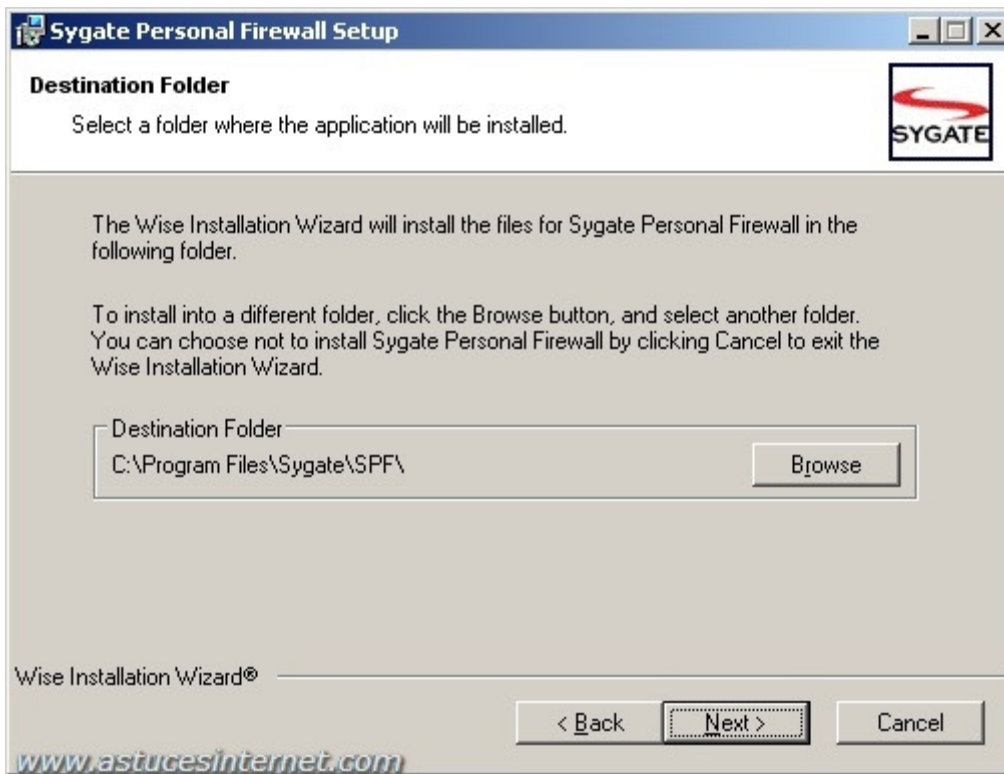 Sygate Personal Firewall Setup
Destination Folder
Select a folder where the application will be installed.
SYGATE
The Wise Installation Wizard will install the files for Sygate Personal Firewall in the
following folder.
To install into a different folder, click the Browse button, and select another folder.
You can choose not to install Sygate Personal Firewall by clicking Cancel to exit the
Wise Installation Wizard.
Destination Folder
C:\Program Files\Sygate\SPF\
Browse
Wise Installation Wizard®
< Back
Next >
Cancel
www.astucesinternet.com